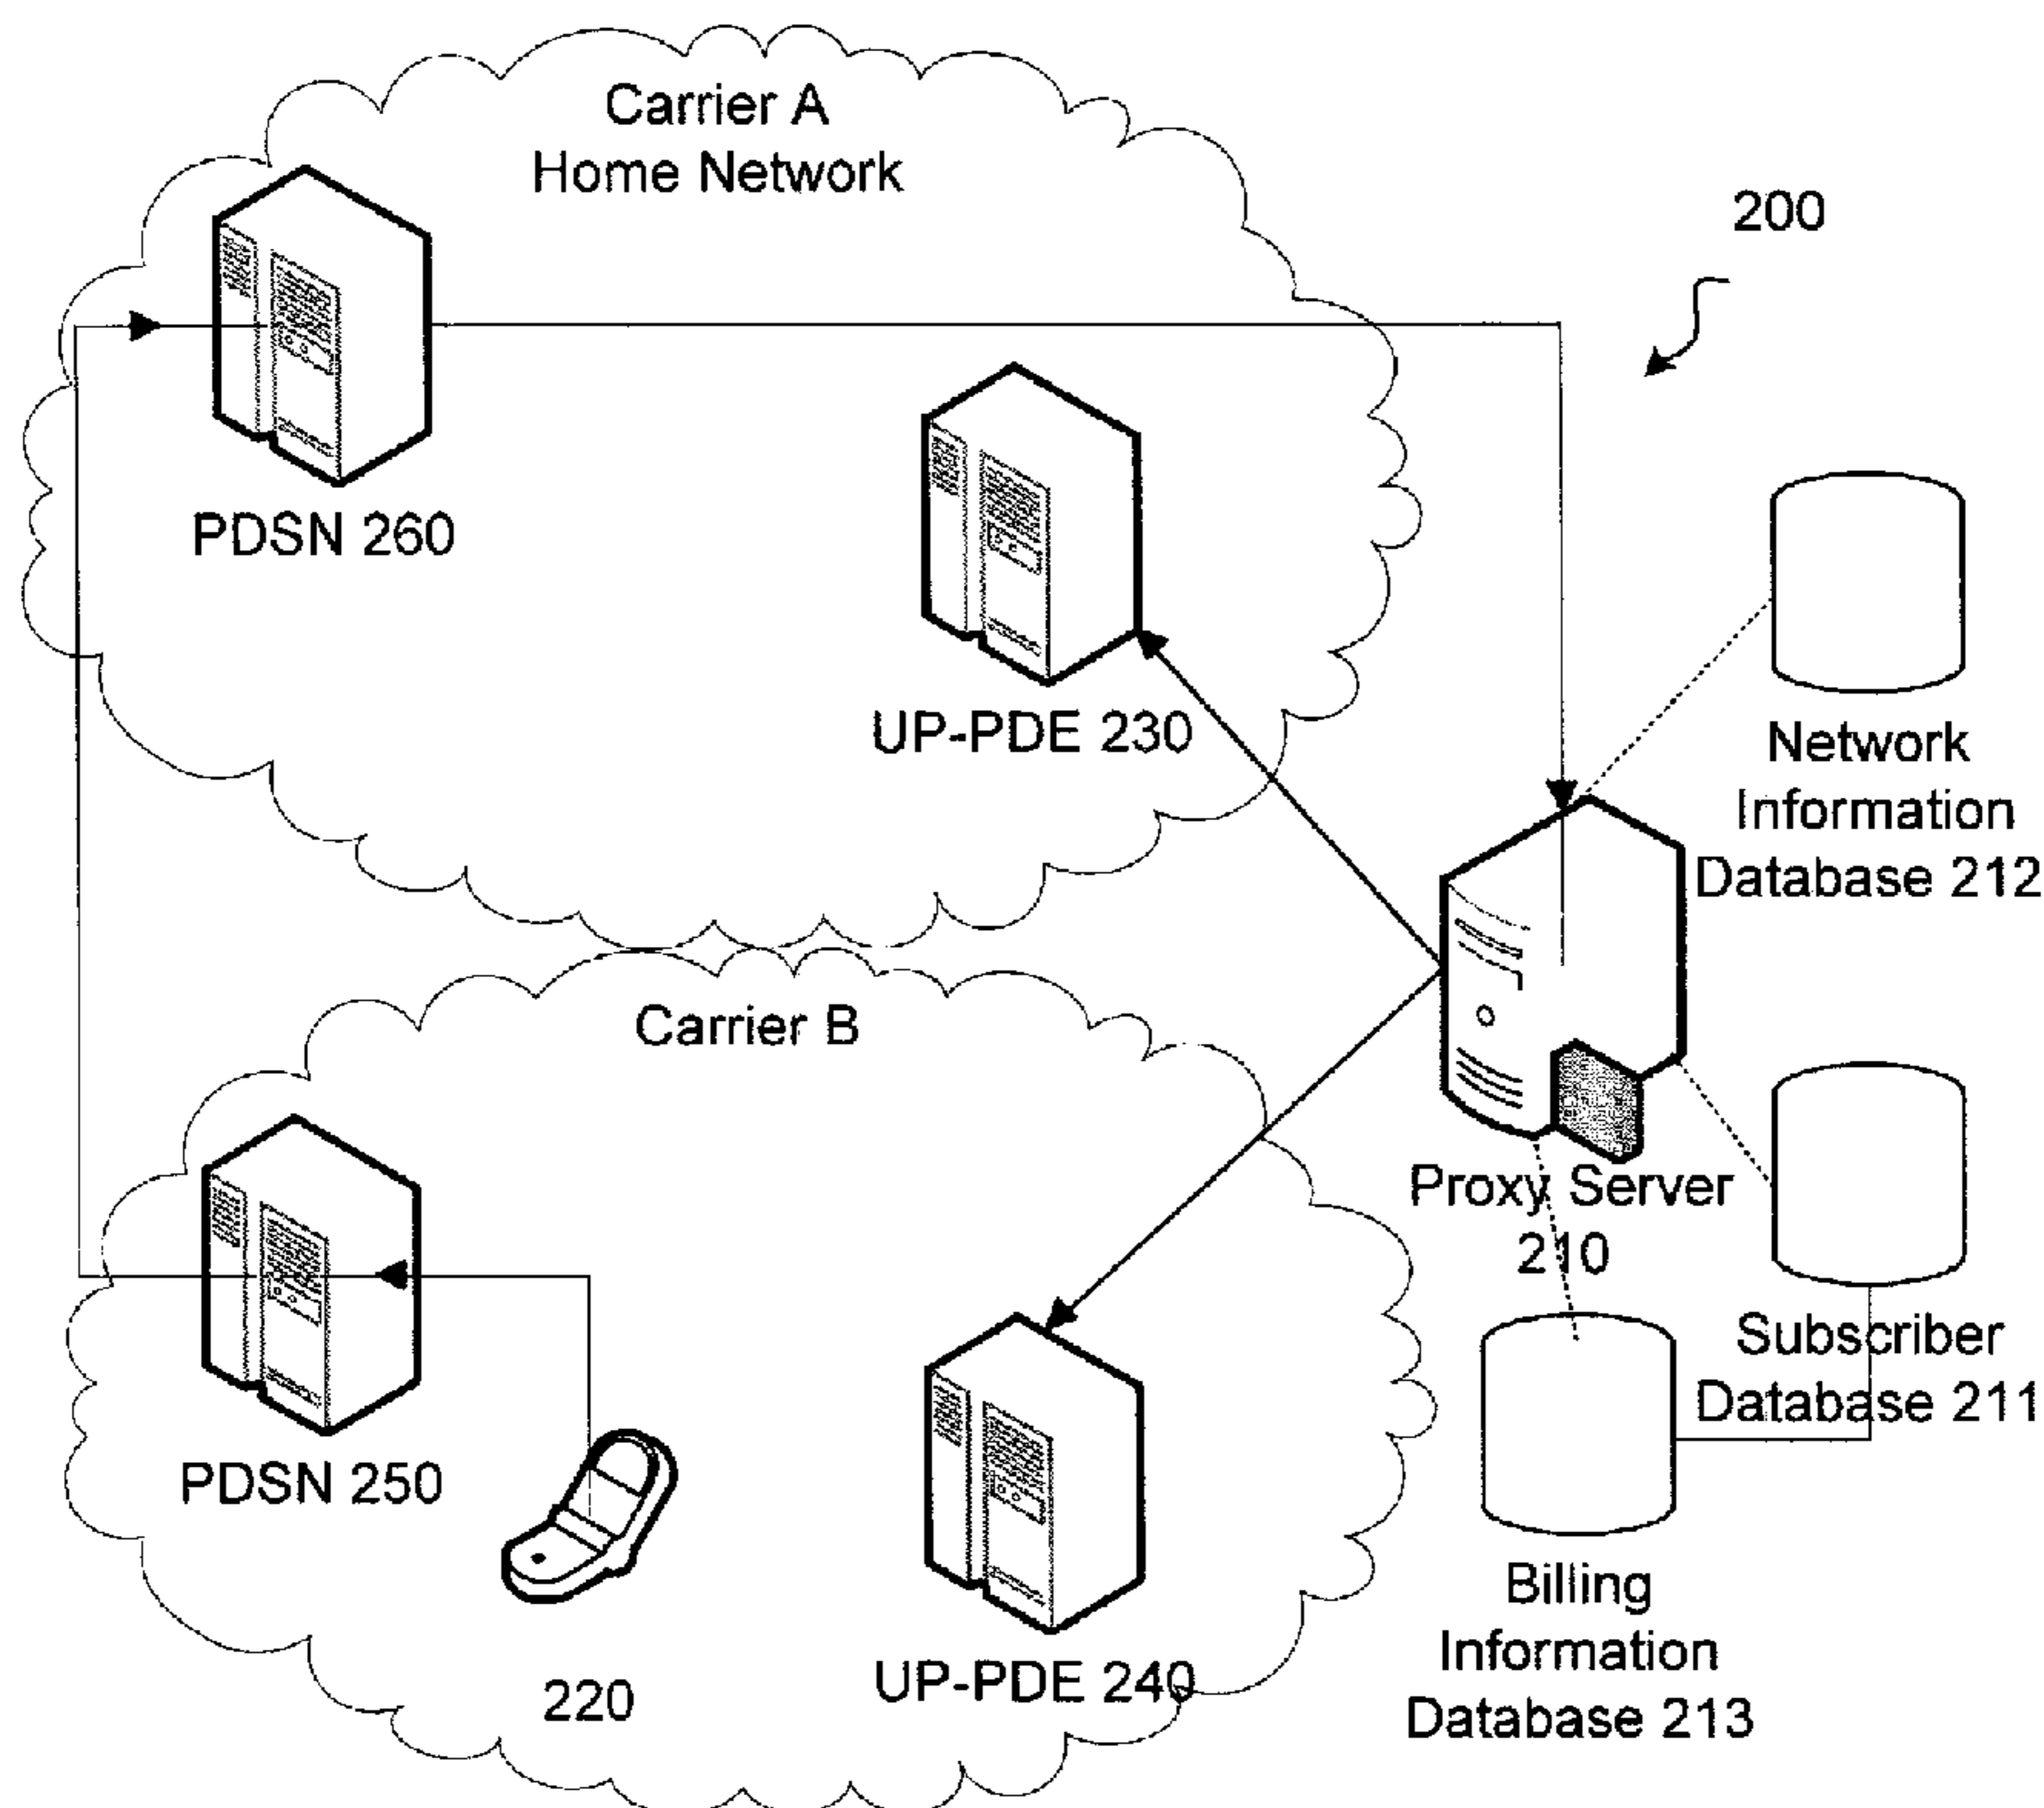 Carrier A
Home Network
200
PDSN 260
UP-PDE 230
Network
Information
Database 212
Carrier B
Proxy Server
210
Subscriber
Database 211
PDSN 250
220
UP-PDE 240
Billing
Information
Database 213